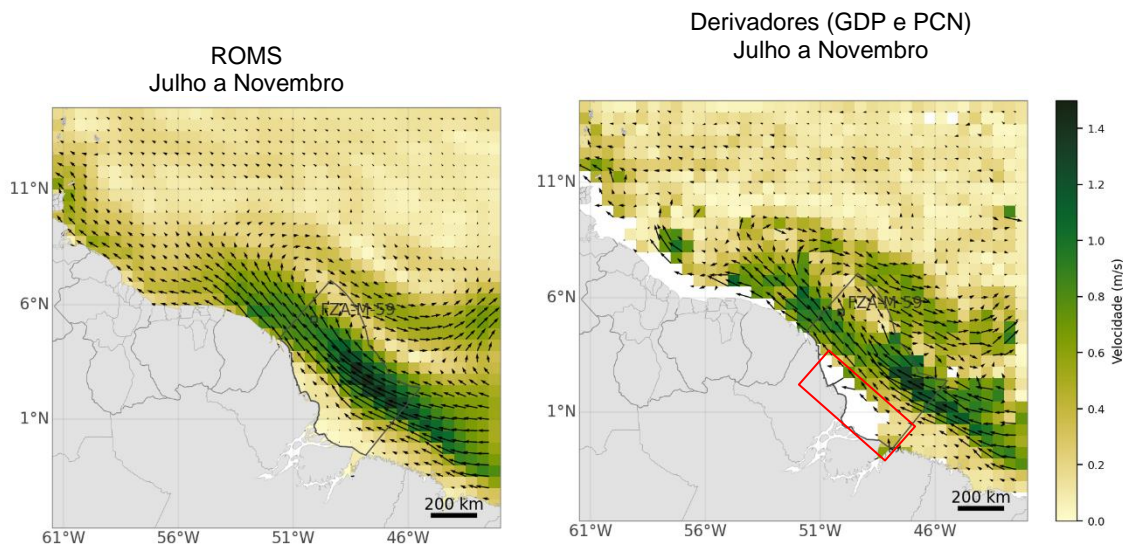 ROMS
Julho a Novembro
11°N
6°N
1°N
61°W
56°W
51°W
46°W
FZA-M-59
200 km
Derivadores (GDP e PCN)
Julho a Novembro
11°N
6°N
1°N
61°W
56°W
51°W
46°W
FZA-M-59
200 km
1.4
1.2
1.0
0.8
0.6
0.4
0.2
0.0
Velocidade (m/s)